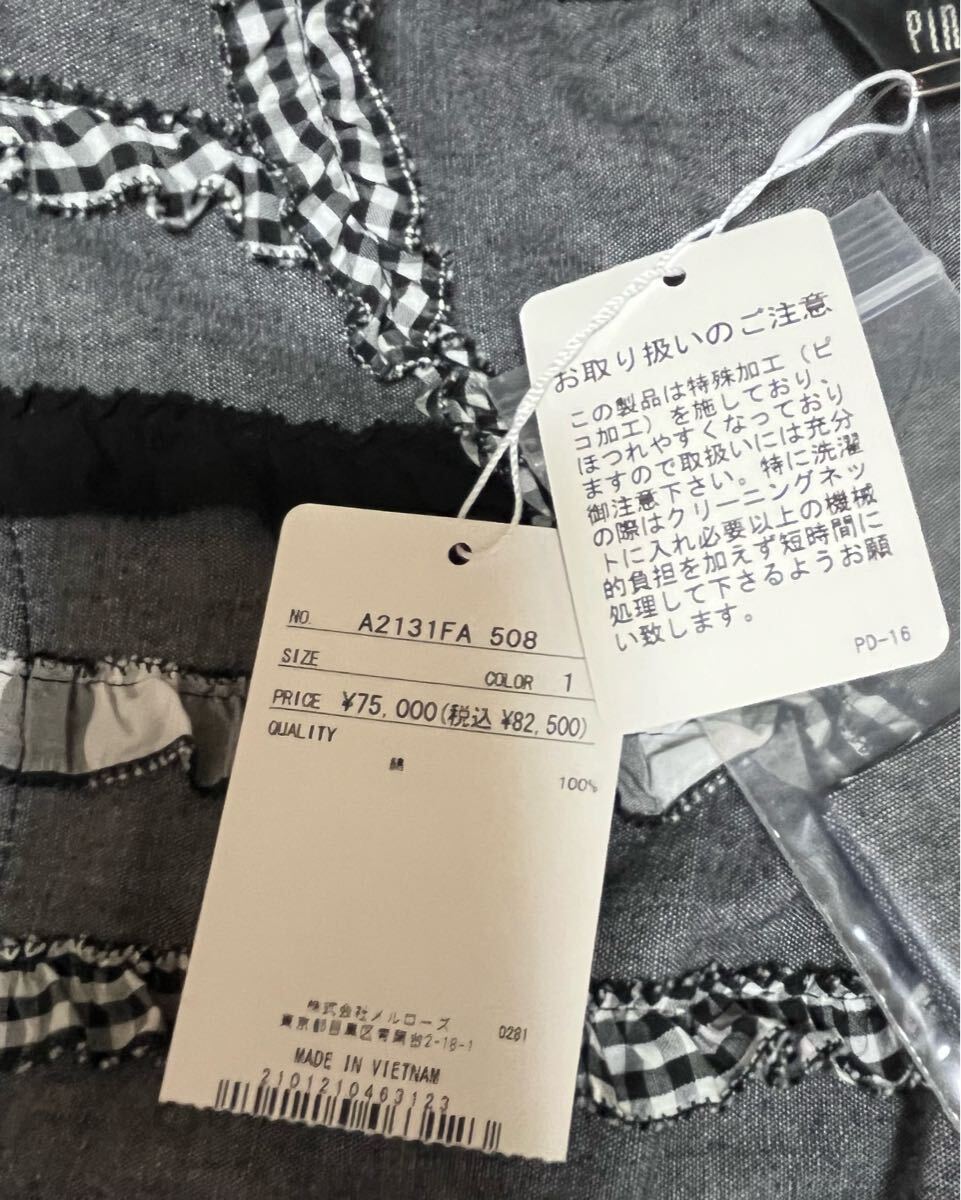 PIN
お取り扱いのご注意
この製品は特殊加工（ピ
コ加工）を施しており、
ほつれやすくなっており
ますので取扱いには充分
御注意下さい。特に洗濯
の際はクリーニングネッ
トに入れ必要以上の機械
的負担を加えず短時間に
処理して下さるようお願
い致します。
PD-16
NO. A2131FA 508
SIZE
COLOR 1
PRICE ¥75,000(税込 ¥82,500)
QUALITY
綿 100%
株式会社メルローズ
東京都目黒区青葉台2-18-1 0281
MADE IN VIETNAM
2101210463123